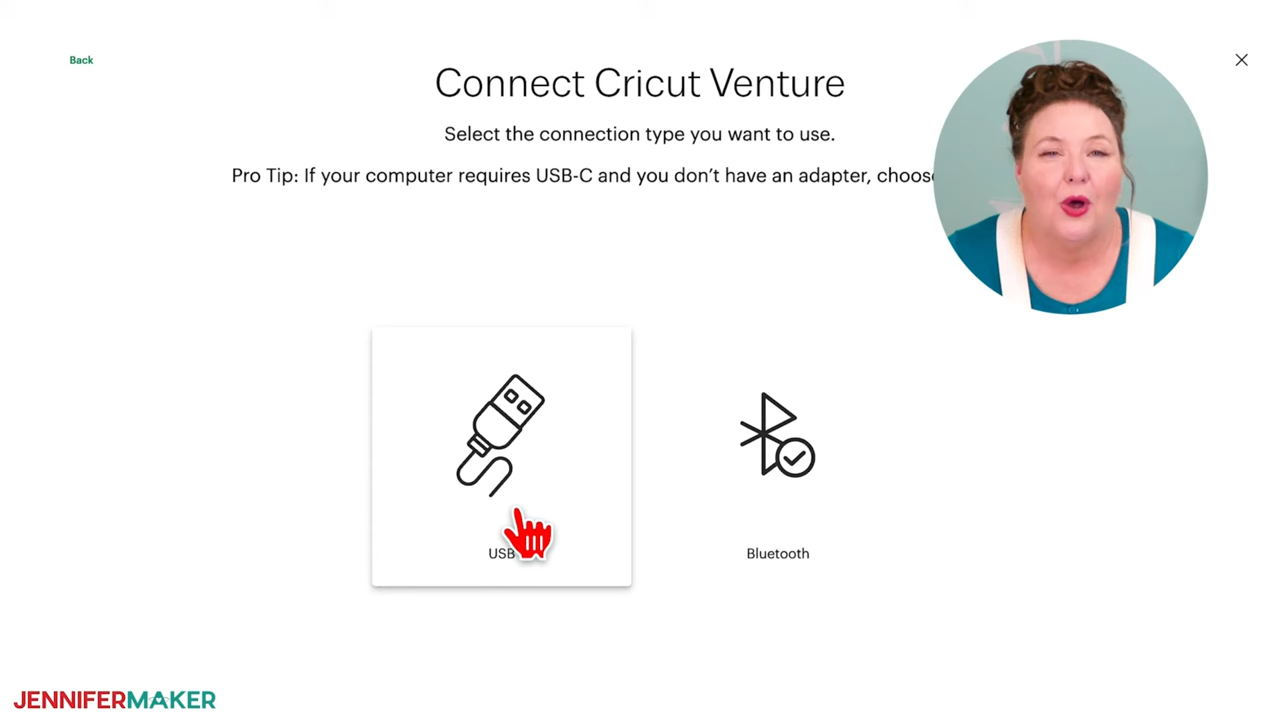 Back
Connect Cricut Venture
Select the connection type you want to use.
Pro Tip: If your computer requires USB-C and you don't have an adapter, choose
USB
Bluetooth
JENNIFERMAKER